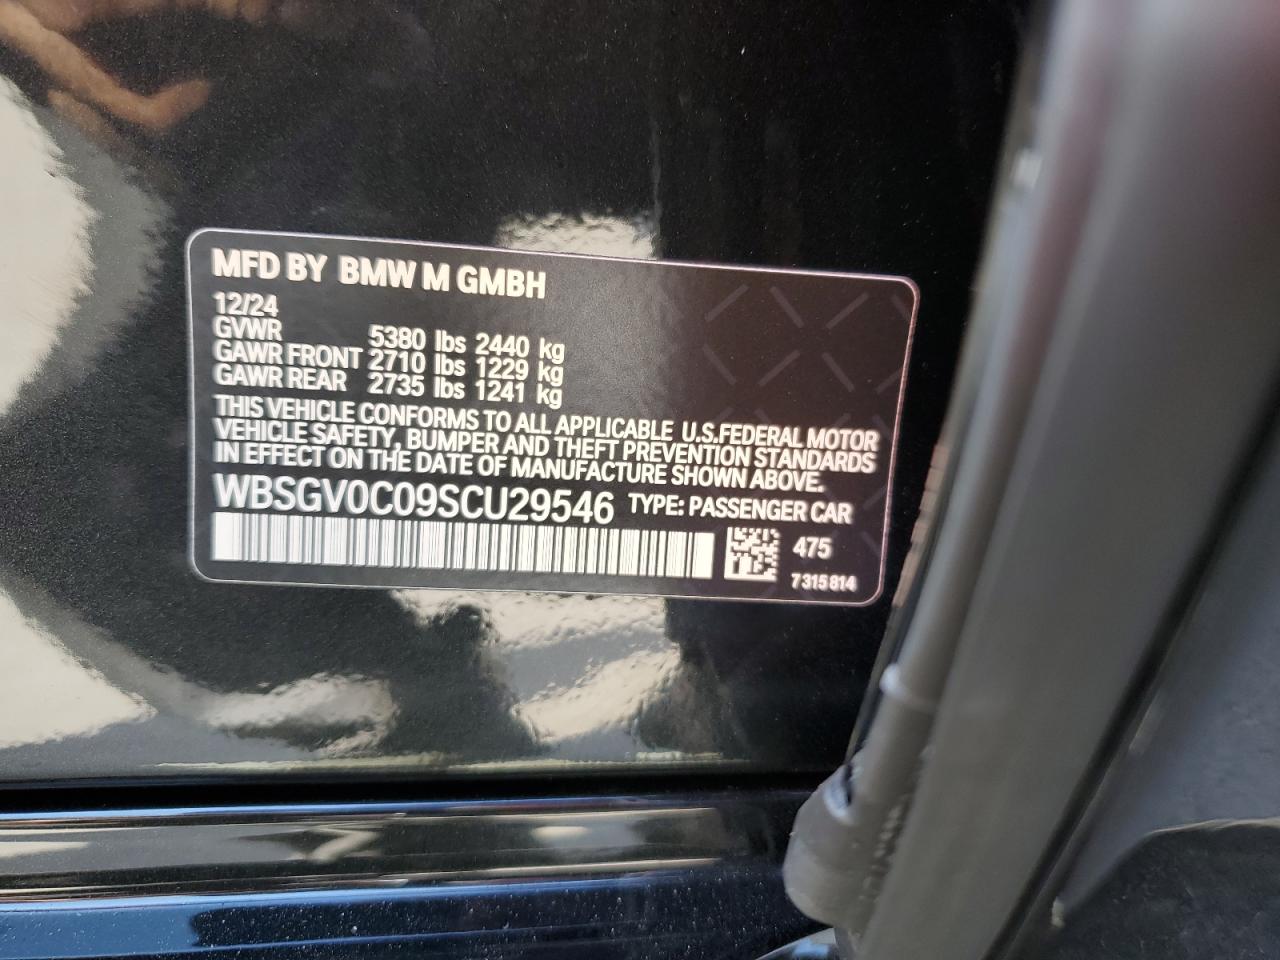 MFD BY BMW M GMBH
12/24
GVWR 5380 lbs 2440 kg
GAWR FRONT 2710 lbs 1229 kg
GAWR REAR 2735 lbs 1241 kg
THIS VEHICLE CONFORMS TO ALL APPLICABLE U.S.FEDERAL MOTOR
VEHICLE SAFETY, BUMPER AND THEFT PREVENTION STANDARDS
IN EFFECT ON THE DATE OF MANUFACTURE SHOWN ABOVE.
WBSGV0C09SCU29546 TYPE: PASSENGER CAR
475
7315814